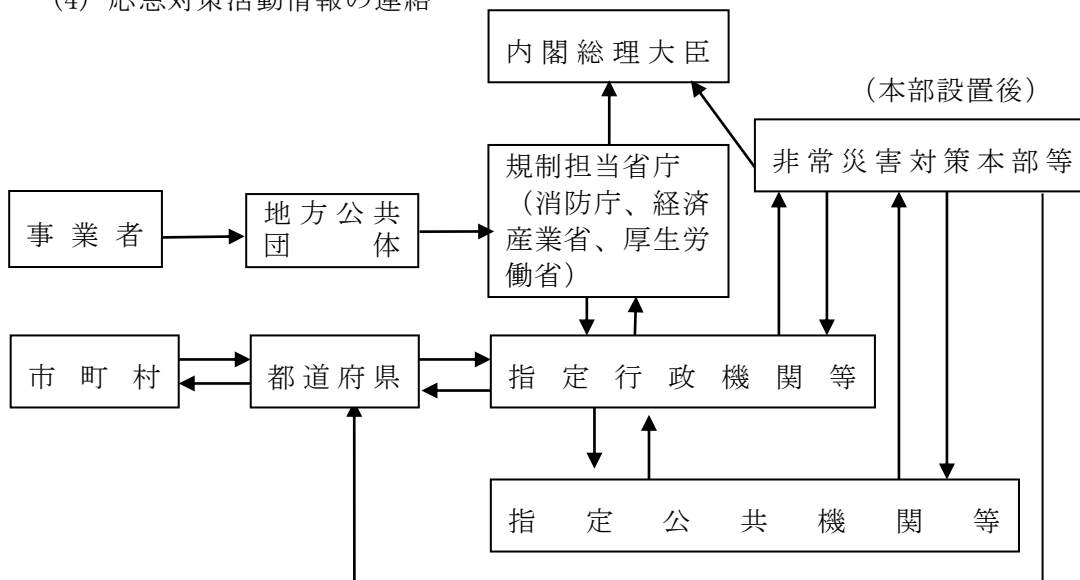 (4) 応急対策活動情報の連絡
内閣総理大臣
（本部設置後）
非常災害対策本部等
規制担当省庁
（消防庁、経済
産業省、厚生労
働省）
事業者
地方公共
団体
市町村
都道府県
指定行政機関等
指定公共機関等